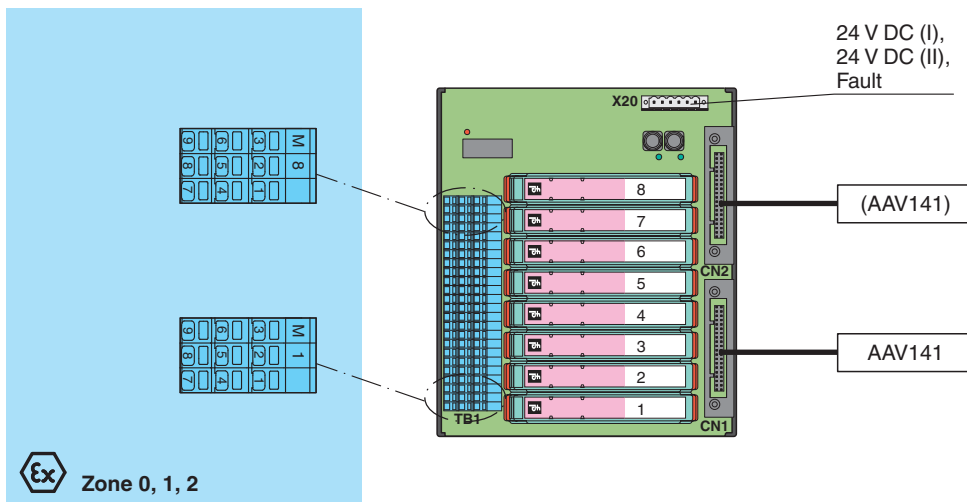 24 V DC (I),
24 V DC (II),
Fault
X20
9 6 3 M
8 5 2 8
7 4 1
8
7
6
5
4
3
2
1
(AAV141)
CN2
9 6 3 M
8 5 2 1
7 4 1
AAV141
TB1
CN1
Ex Zone 0, 1, 2